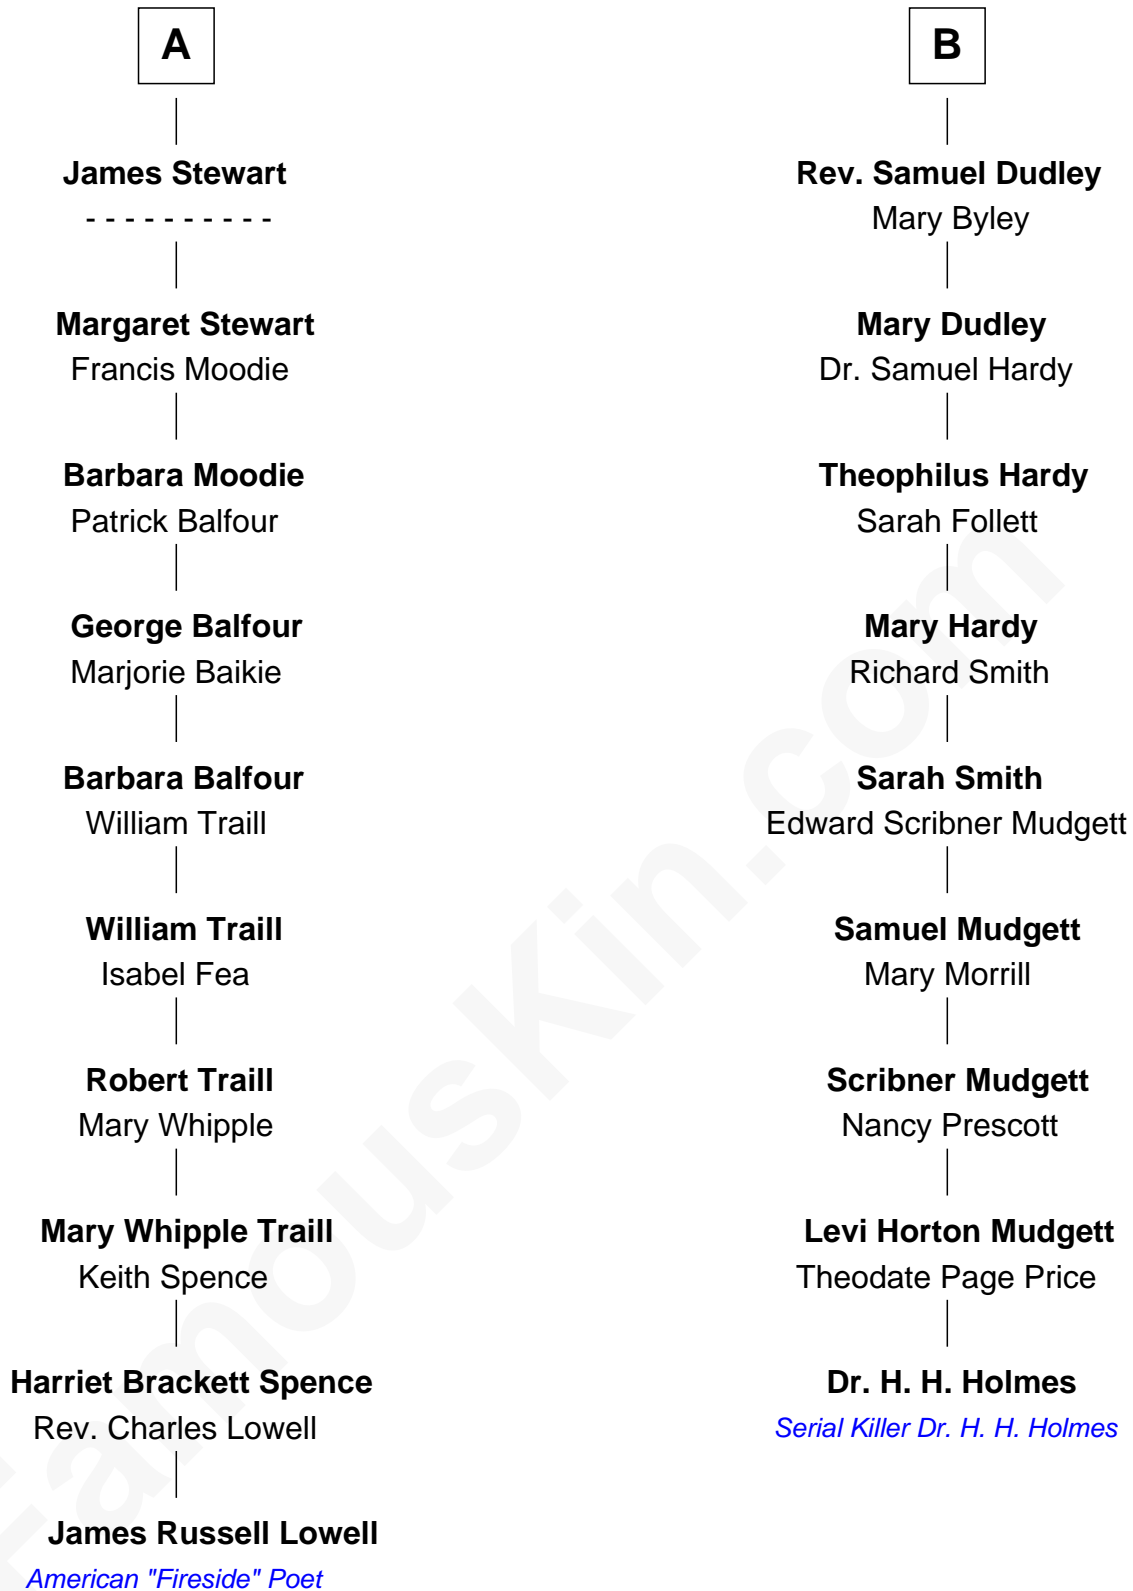 A
James Stewart
- - - - - - - - - -
Margaret Stewart
Francis Moodie
Barbara Moodie
Patrick Balfour
George Balfour
Marjorie Baikie
Barbara Balfour
William Traill
William Traill
Isabel Fea
Robert Traill
Mary Whipple
Mary Whipple Traill
Keith Spence
Harriet Brackett Spence
Rev. Charles Lowell
James Russell Lowell
American "Fireside" Poet
B
Rev. Samuel Dudley
Mary Byley
Mary Dudley
Dr. Samuel Hardy
Theophilus Hardy
Sarah Follett
Mary Hardy
Richard Smith
Sarah Smith
Edward Scribner Mudgett
Samuel Mudgett
Mary Morrill
Scribner Mudgett
Nancy Prescott
Levi Horton Mudgett
Theodate Page Price
Dr. H. H. Holmes
Serial Killer Dr. H. H. Holmes
FamousKin.com